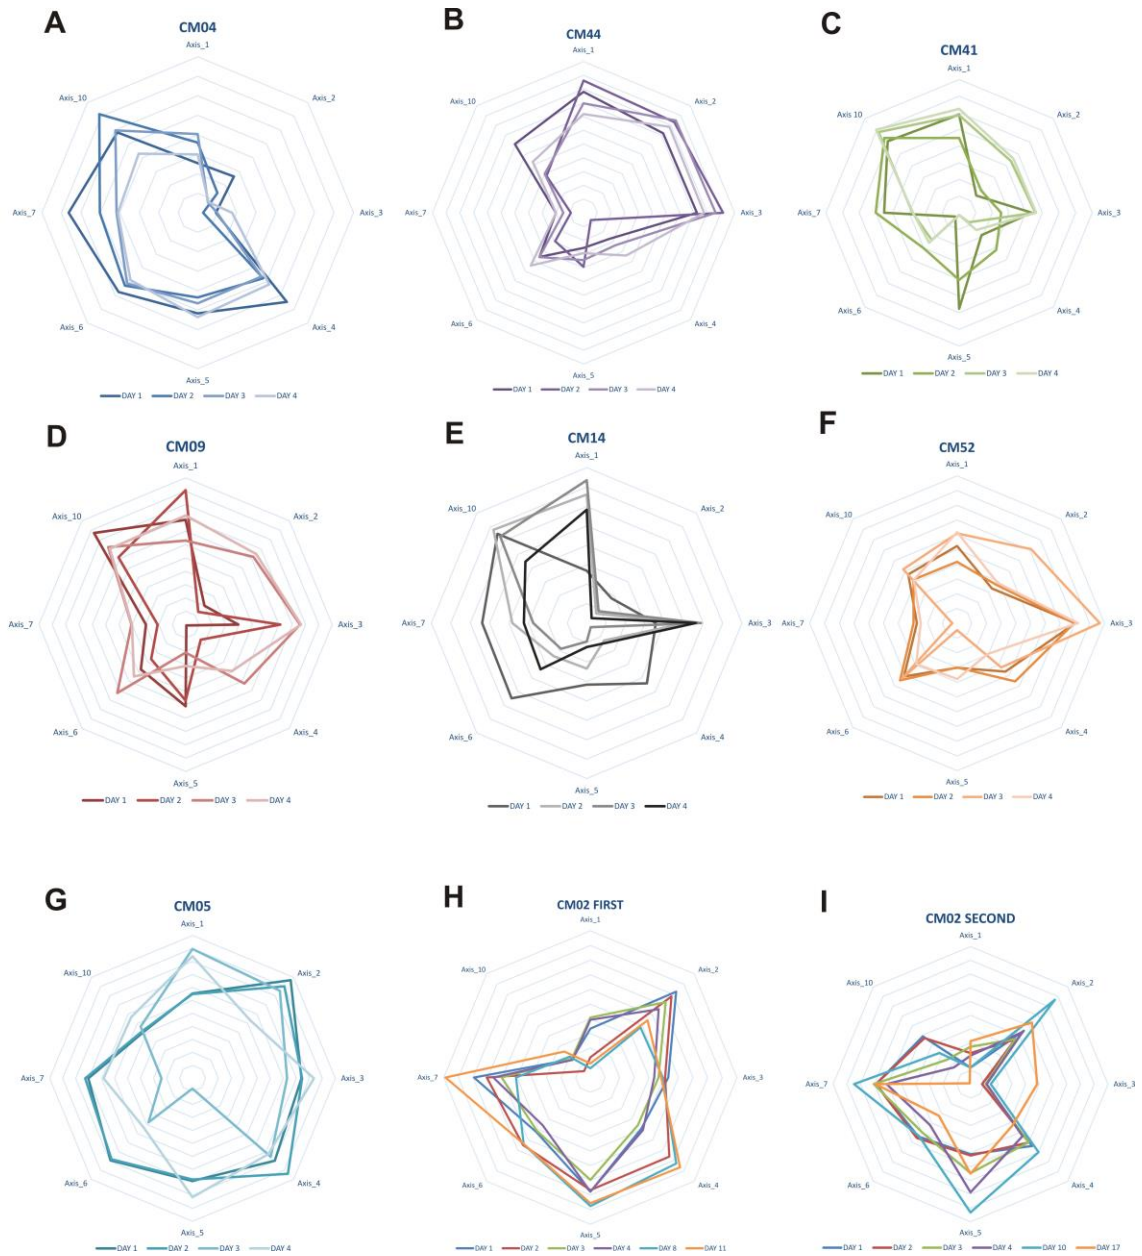 A
CM04
Axis_1
Axis_10
Axis_2
Axis_7
Axis_3
Axis_6
Axis_4
Axis_5
DAY 1 DAY 2 DAY 3 DAY 4
B
CM44
Axis_1
Axis_10
Axis_2
Axis_7
Axis_3
Axis_6
Axis_4
Axis_5
DAY 1 DAY 2 DAY 3 DAY 4
C
CM41
Axis_1
Axis 10
Axis_2
Axis_7
Axis_3
Axis_6
Axis_4
Axis_5
DAY 1 DAY 2 DAY 3 DAY 4
D
CM09
Axis_1
Axis_10
Axis_2
Axis_7
Axis_3
Axis_6
Axis_4
Axis_5
DAY 1 DAY 2 DAY 3 DAY 4
E
CM14
Axis_1
Axis_10
Axis_2
Axis_7
Axis_3
Axis_6
Axis_4
Axis_5
DAY 1 DAY 2 DAY 3 DAY 4
F
CM52
Axis_1
Axis_10
Axis_2
Axis_7
Axis_3
Axis_6
Axis_4
Axis_5
DAY 1 DAY 2 DAY 3 DAY 4
G
CM05
Axis_1
Axis_10
Axis_2
Axis_7
Axis_3
Axis_6
Axis_4
Axis_5
DAY 1 DAY 2 DAY 3 DAY 4
H
CM02 FIRST
Axis_1
Axis_10
Axis_2
Axis_7
Axis_3
Axis_6
Axis_4
Axis_5
DAY 1 DAY 2 DAY 3 DAY 4 DAY 8 DAY 11
I
CM02 SECOND
Axis_1
Axis_10
Axis_2
Axis_7
Axis_3
Axis_6
Axis_4
Axis_5
DAY 1 DAY 2 DAY 3 DAY 4 DAY 10 DAY 17